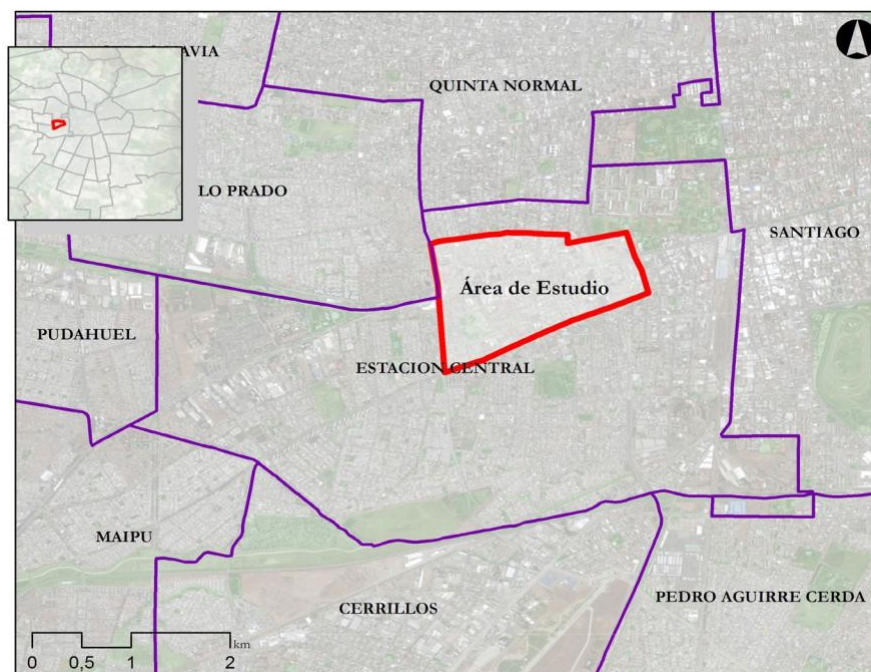 AVIA
QUINTA NORMAL
LO PRADO
SANTIAGO
Área de Estudio
PUDAHUEL
ESTACION CENTRAL
MAIPU
CERRILLOS
PEDRO AGUIRRE CERDA
km
0 0,5 1 2